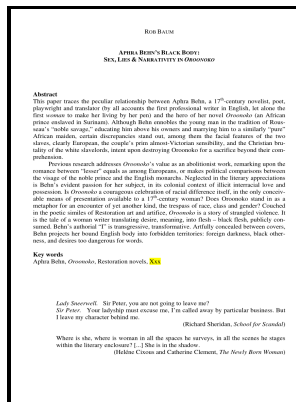 ROB BAUM
APHRA BEHN'S BLACK BODY:
SEX, LIES & NARRATIVITY IN OROONOKO
Abstract
This paper traces the peculiar relationship between Aphra Behn, a 17th-century novelist, poet,
playwright and translator (by all accounts the first professional writer in English, let alone the
first woman to make her living by her pen) and the hero of her novel Oroonoko (an African
prince enslaved in Surinam). Although Behn ennobles the young man in the tradition of Rous-
seau's "noble savage," educating him above his owners and marrying him to a similarly "pure"
African maiden, certain discrepancies stand out, among them the facial features of the two
slaves, clearly European, the couple's prim almost-Victorian sensibility, and the Christian bru-
tality of the white slavelords, intent upon destroying Oroonoko for a sacrifice beyond their com-
prehension.
Previous research addresses Oroonoko's value as an abolitionist work, remarking upon the
romance between "lesser" equals as among Europeans, or makes political comparisons between
the visage of the noble prince and the English monarchs. Neglected in the literary appreciations
is Behn's evident passion for her subject, in its colonial context of illicit interracial love and
possession. Is Oroonoko a courageous celebration of racial difference itself, in the only conceiv-
able means of presentation available to a 17th-century woman? Does Oroonoko stand in as a
metaphor for an encounter of yet another kind, the trespass of race, class and gender? Couched
in the poetic similes of Restoration art and artifice, Oroonoko is a story of strangled violence. It
is the tale of a woman writer translating desire, meaning, into flesh – black flesh, publicly con-
sumed. Behn's authorial "I" is transgressive, transformative. Artfully concealed between covers,
Behn projects her bound English body into forbidden territories: foreign darkness, black other-
ness, and desires too dangerous for words.
Key words
Aphra Behn, Oroonoko, Restoration novels, Xxx
Lady Sneerwell. Sir Peter, you are not going to leave me?
Sir Peter. Your ladyship must excuse me, I'm called away by particular business. But
I leave my character behind me.
(Richard Sheridan, School for Scandal)
Where is she, where is woman in all the spaces he surveys, in all the scenes he stages
within the literary enclosure? [...] She is in the shadow.
(Helène Cixous and Catherine Clement, The Newly Born Woman)